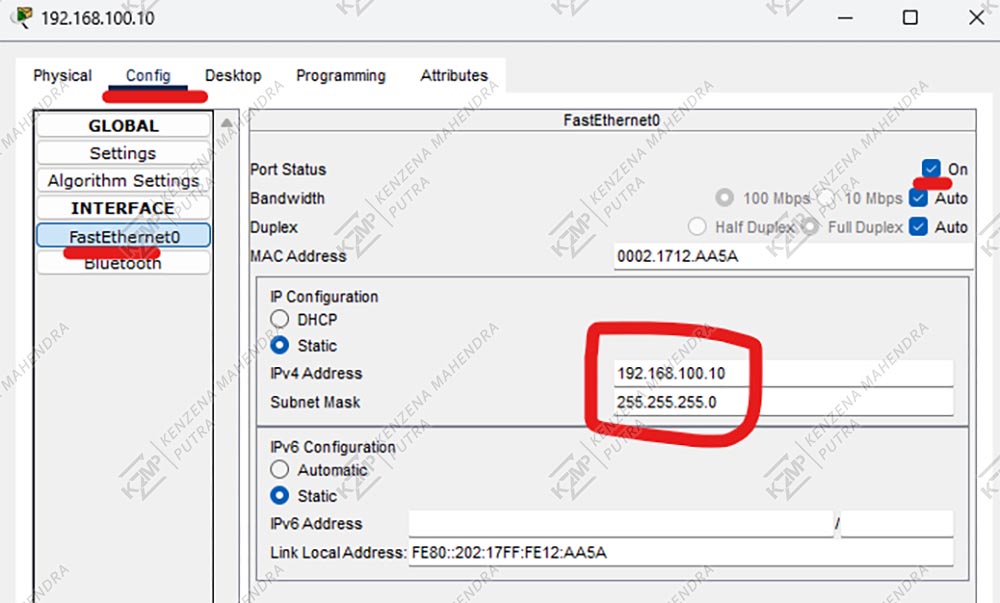 192.168.100.10
Physical Config Desktop Programming Attributes
GLOBAL
Settings
Algorithm Settings
INTERFACE
FastEthernet0
Bluetooth
FastEthernet0
Port Status On
Bandwidth 100 Mbps 10 Mbps Auto
Duplex Half Duplex Full Duplex Auto
MAC Address 0002.1712.AA5A
IP Configuration
DHCP
Static
IPv4 Address 192.168.100.10
Subnet Mask 255.255.255.0
IPv6 Configuration
Automatic
Static
IPv6 Address /
Link Local Address: FE80::202:17FF:FE12:AA5A
KZMP KENZENA MAHENDRA
PUTRA